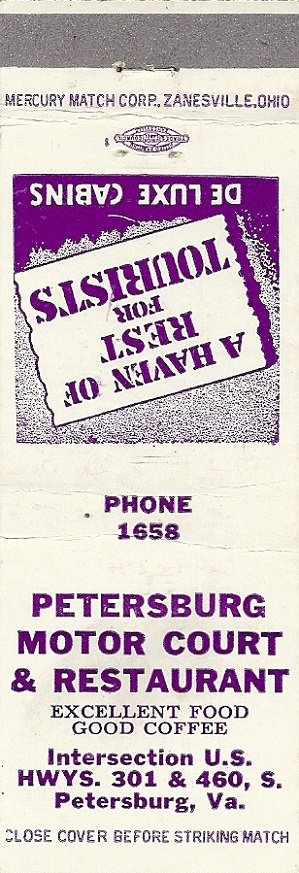 MERCURY MATCH CORP., ZANESVILLE, OHIO
A HAVEN OF
REST
FOR
TOURISTS
DE LUXE CABINS
PHONE
1658
PETERSBURG
MOTOR COURT
& RESTAURANT
EXCELLENT FOOD
GOOD COFFEE
Intersection U.S.
HWYS. 301 & 460, S.
Petersburg, Va.
CLOSE COVER BEFORE STRIKING MATCH